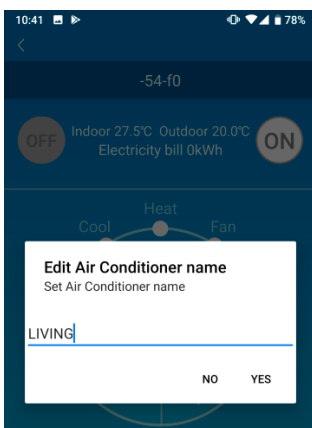 10:41 78%
-54-f0
OFF Indoor 27.5℃ Outdoor 20.0℃ ON
Electricity bill 0kWh
Heat
Cool Fan
Edit Air Conditioner name
Set Air Conditioner name
LIVING
NO YES